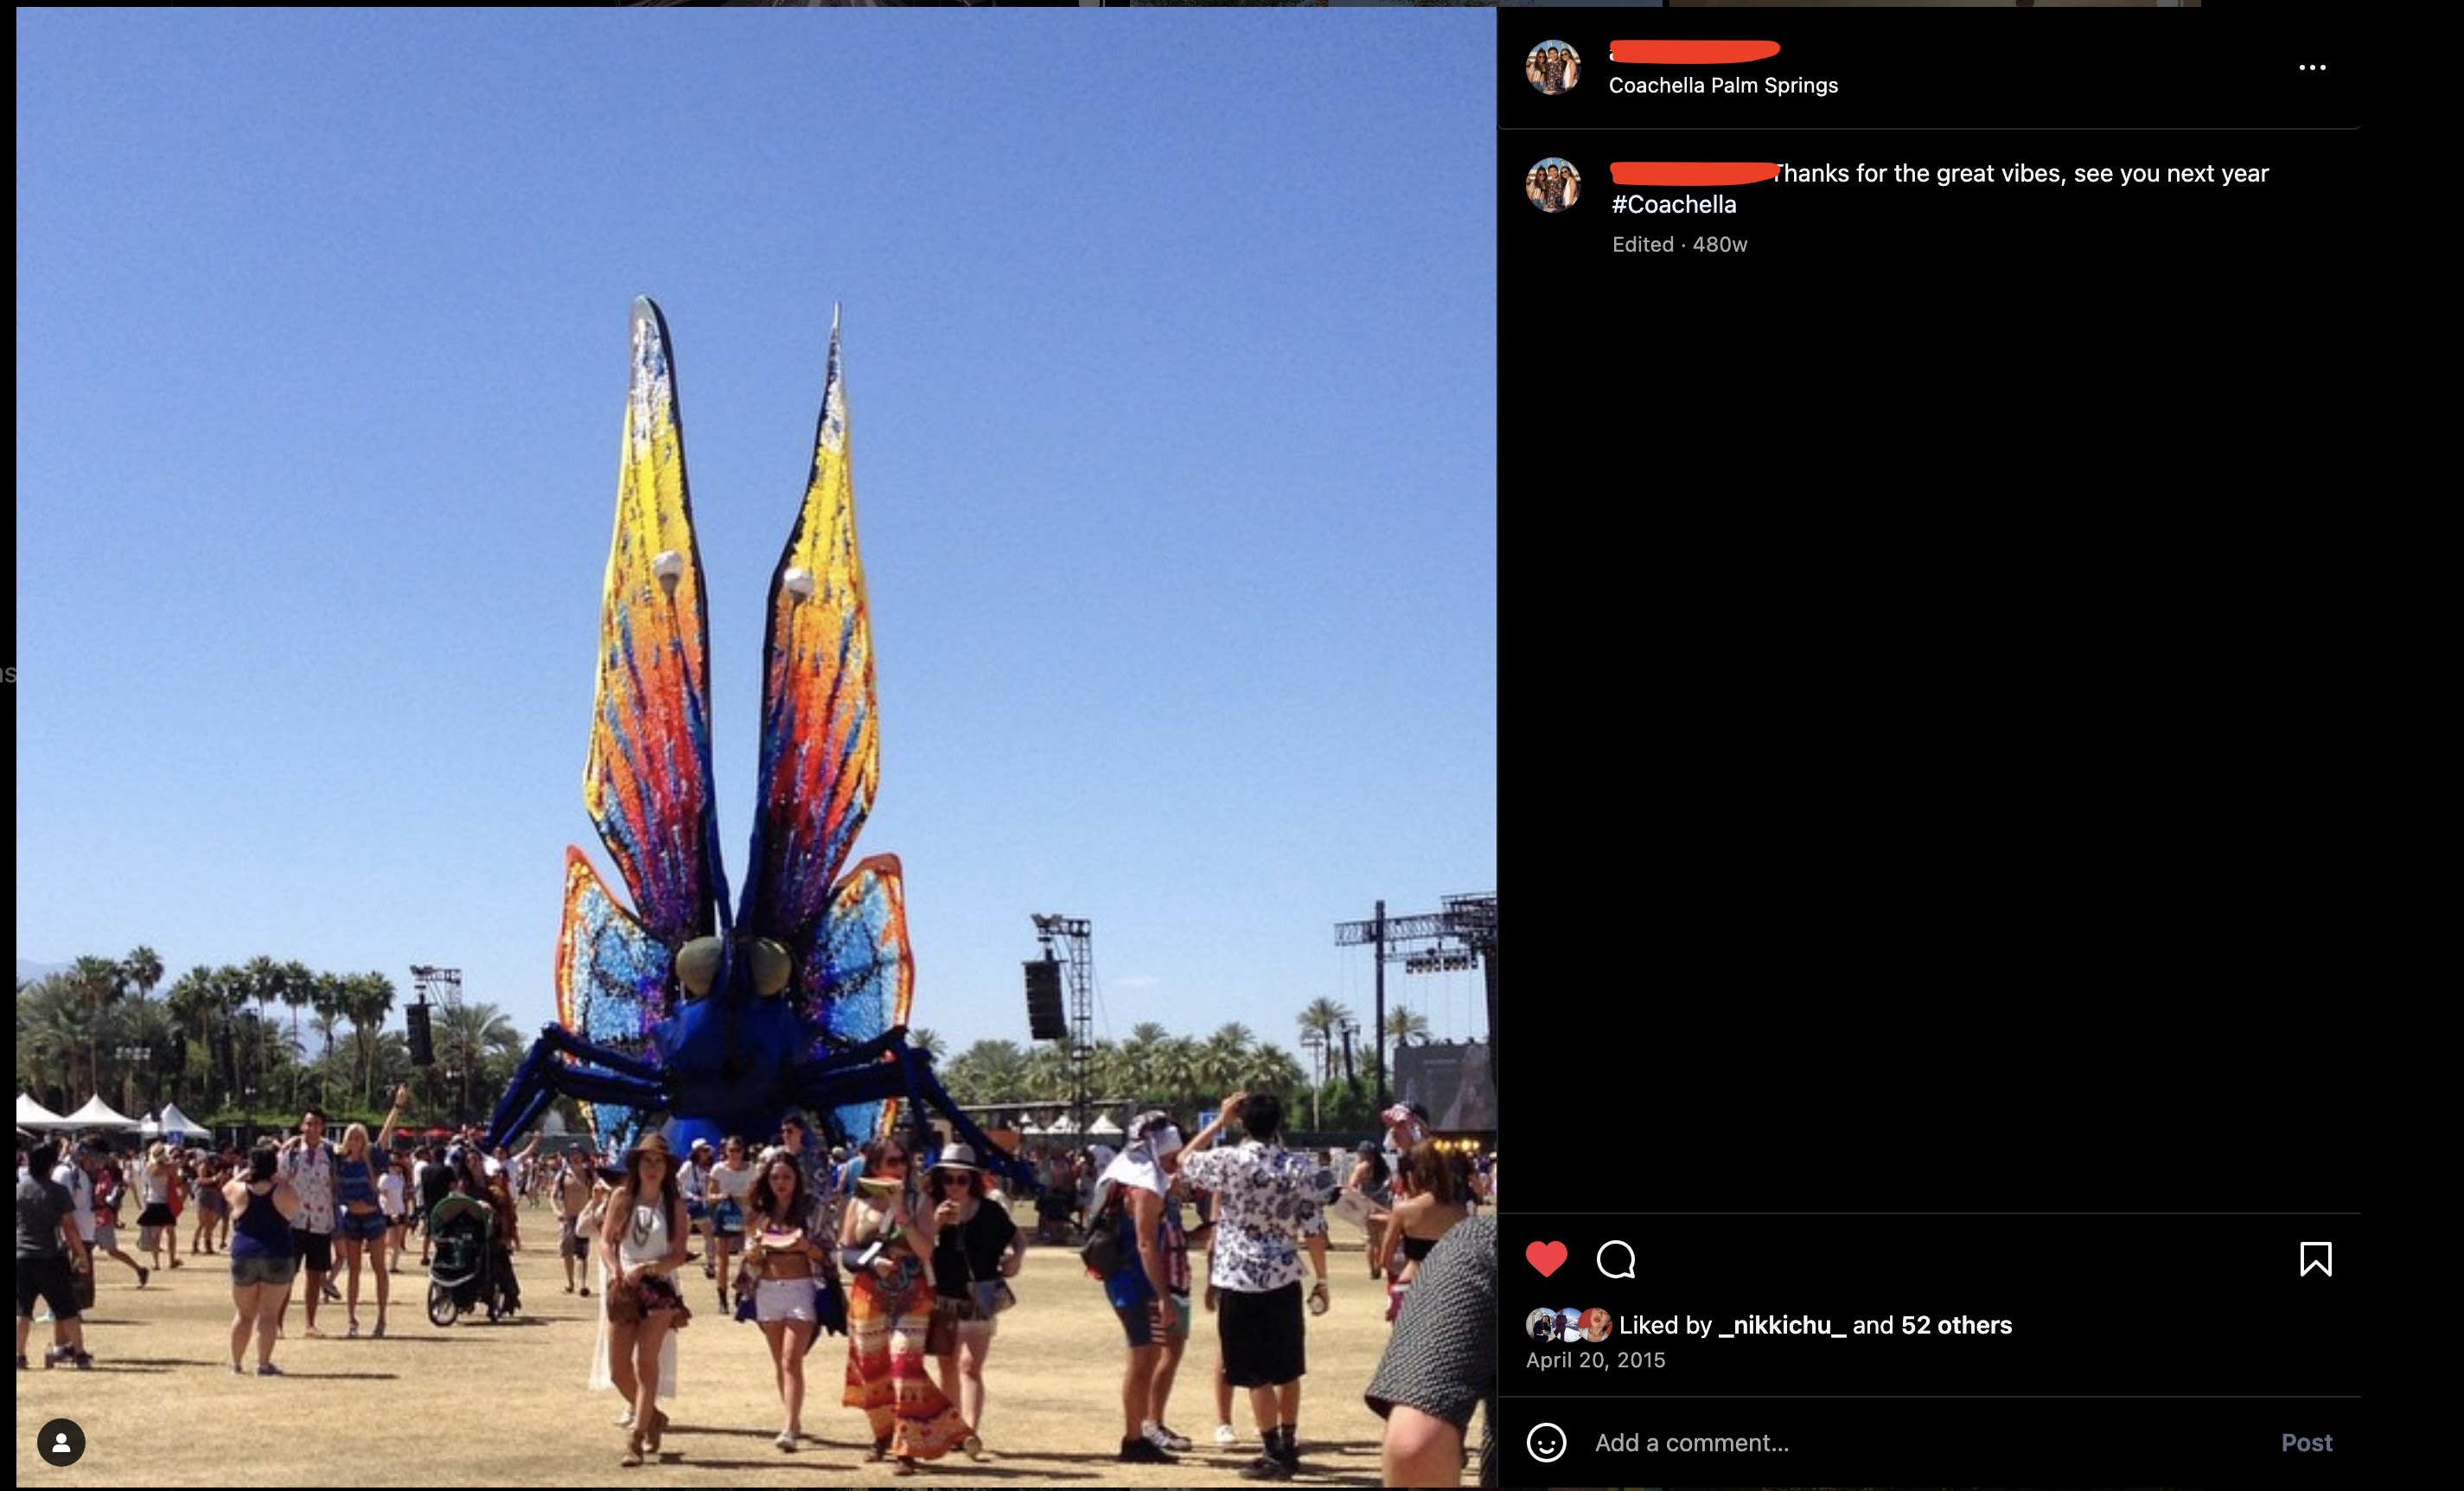 Coachella Palm Springs
Thanks for the great vibes, see you next year
#Coachella
Edited · 480w
Liked by _nikkichu_ and 52 others
April 20, 2015
Add a comment...
Post